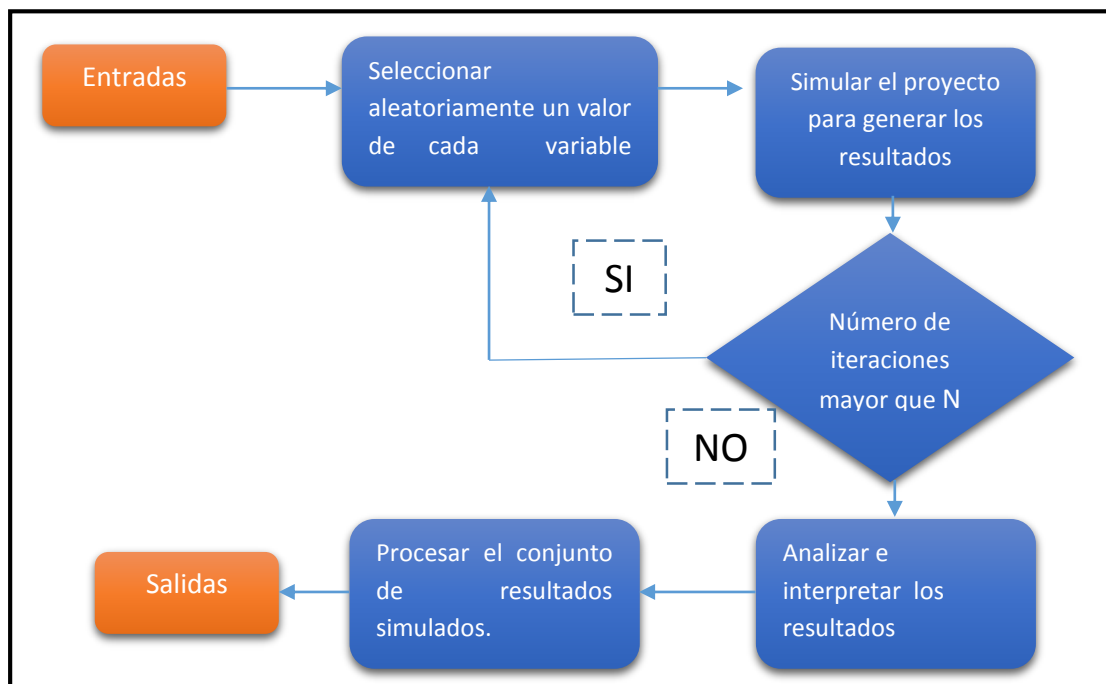 Entradas
Seleccionar
aleatoriamente un valor
de cada variable
Simular el proyecto
para generar los
resultados
SI
Número de
iteraciones
mayor que N
NO
Analizar e
interpretar los
resultados
Procesar el conjunto
de resultados
simulados.
Salidas